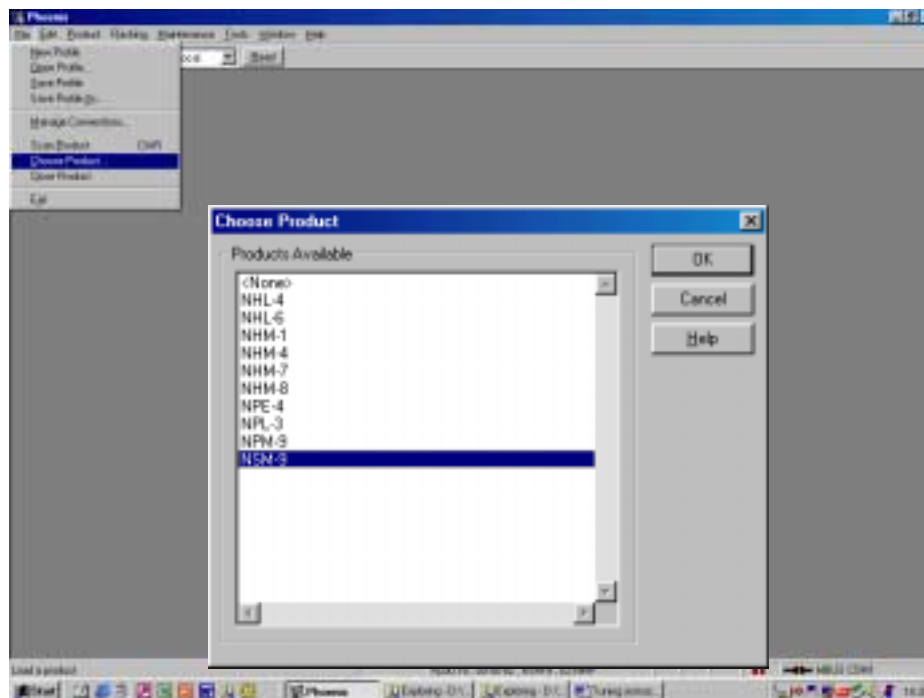 Phoenix
File Edit Product Flashing Maintenance Tools Window Help
New Profile
Open Profile...
Save Profile
Save Profile As...
Manage Connections...
Scan Product Ctrl-R
Choose Product...
Close Product
Exit
Choose Product
Products Available
<None>
NHL-4
NHL-6
NHM-1
NHM-4
NHM-7
NHM-8
NPE-4
NPL-3
NPM-9
NSM-9
OK
Cancel
Help
Load a product
Start
Phoenix
Exploring - D:\...
Exploring - D:\...